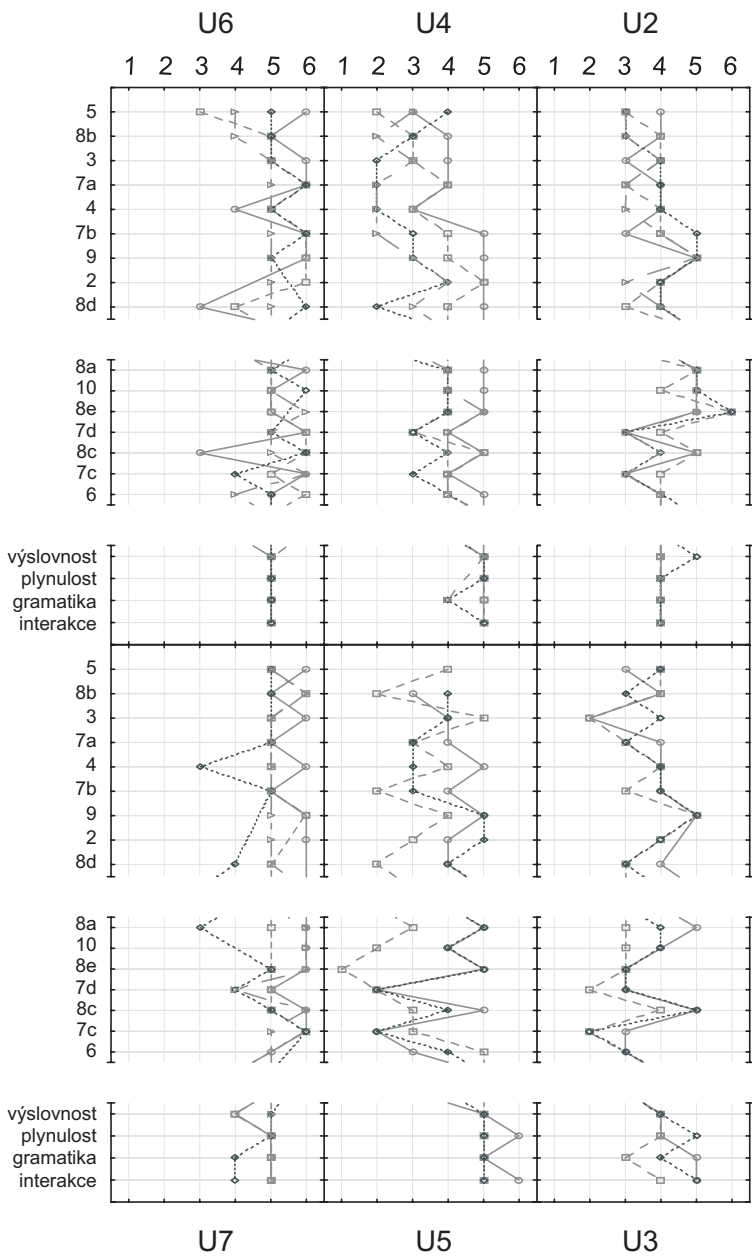 U6 U4 U2
1 2 3 4 5 6 1 2 3 4 5 6 1 2 3 4 5 6
5
8b
3
7a
4
7b
9
2
8d
8a
10
8e
7d
8c
7c
6
výslovnost
plynulost
gramatika
interakce
5
8b
3
7a
4
7b
9
2
8d
8a
10
8e
7d
8c
7c
6
výslovnost
plynulost
gramatika
interakce
U7 U5 U3